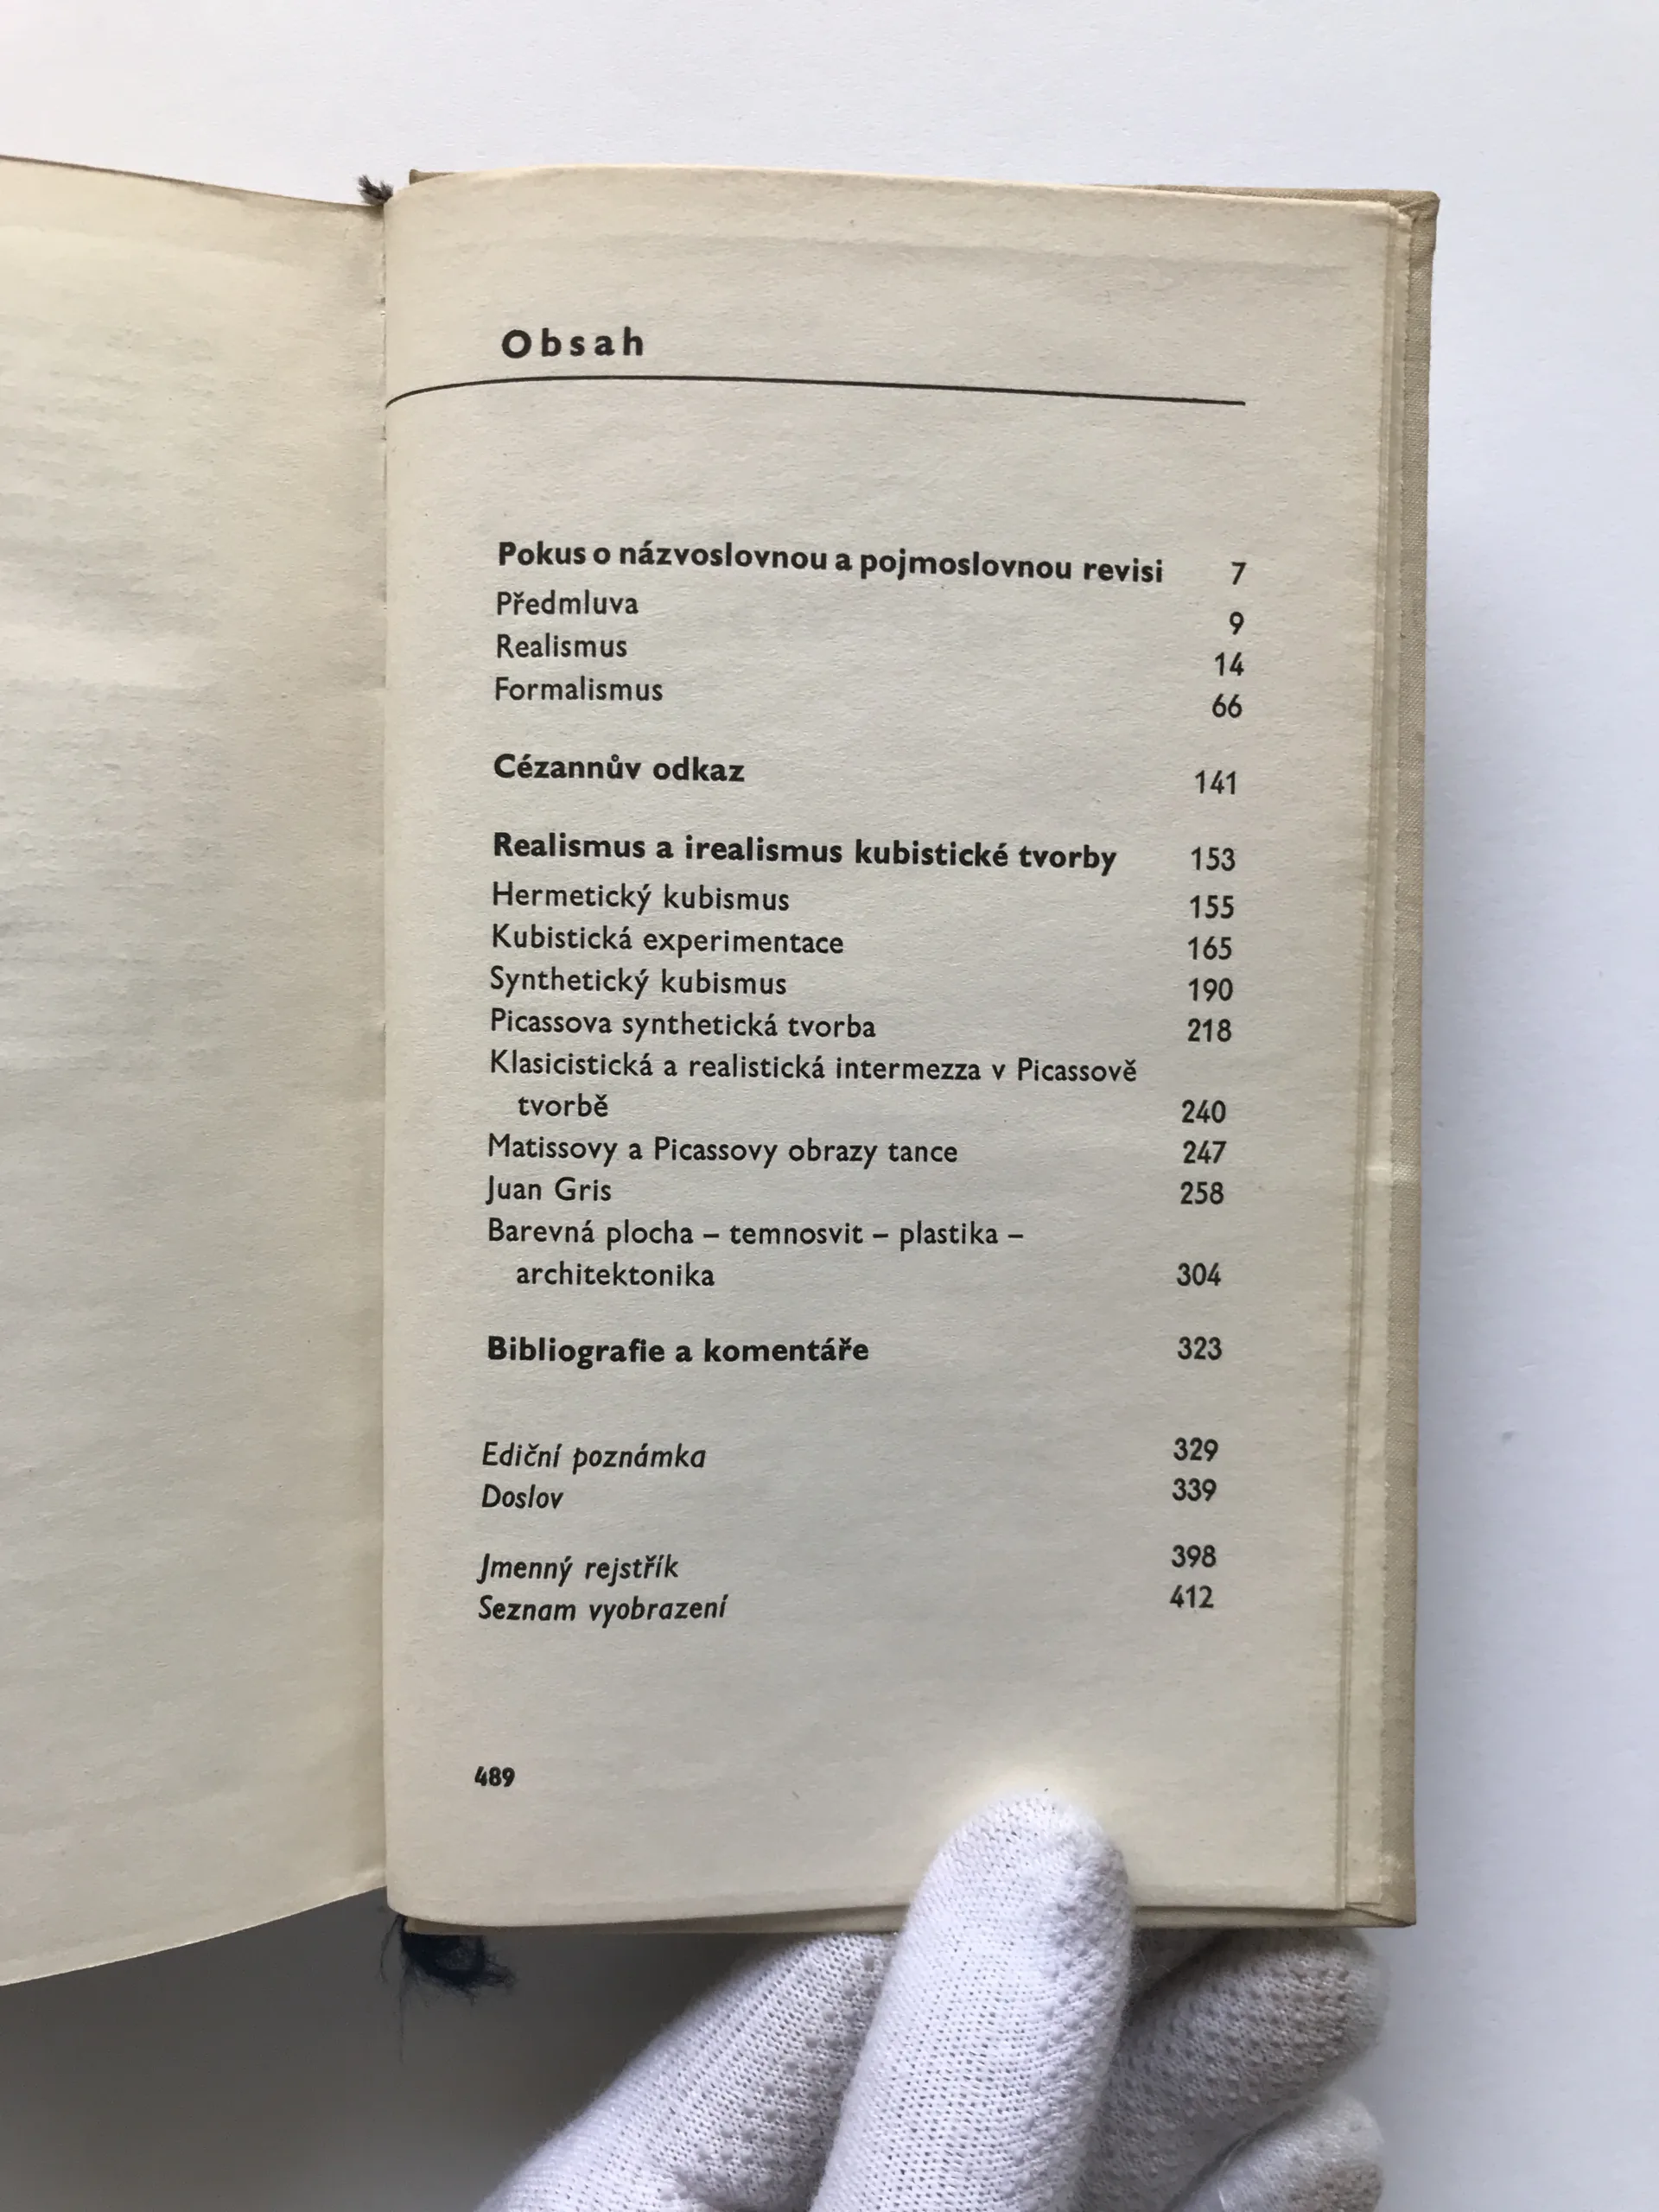 Obsah
Pokus o názvoslovnou a pojmoslovnou revisi 7
Předmluva 9
Realismus 14
Formalismus 66
Cézannův odkaz 141
Realismus a irealismus kubistické tvorby 153
Hermetický kubismus 155
Kubistická experimentace 165
Synthetický kubismus 190
Picassova synthetická tvorba 218
Klasicistická a realistická intermezza v Picassově
tvorbě 240
Matissovy a Picassovy obrazy tance 247
Juan Gris 258
Barevná plocha – temnosvit – plastika –
architektonika 304
Bibliografie a komentáře 323
Ediční poznámka 329
Doslov 339
Jmenný rejstřík 398
Seznam vyobrazení 412
489